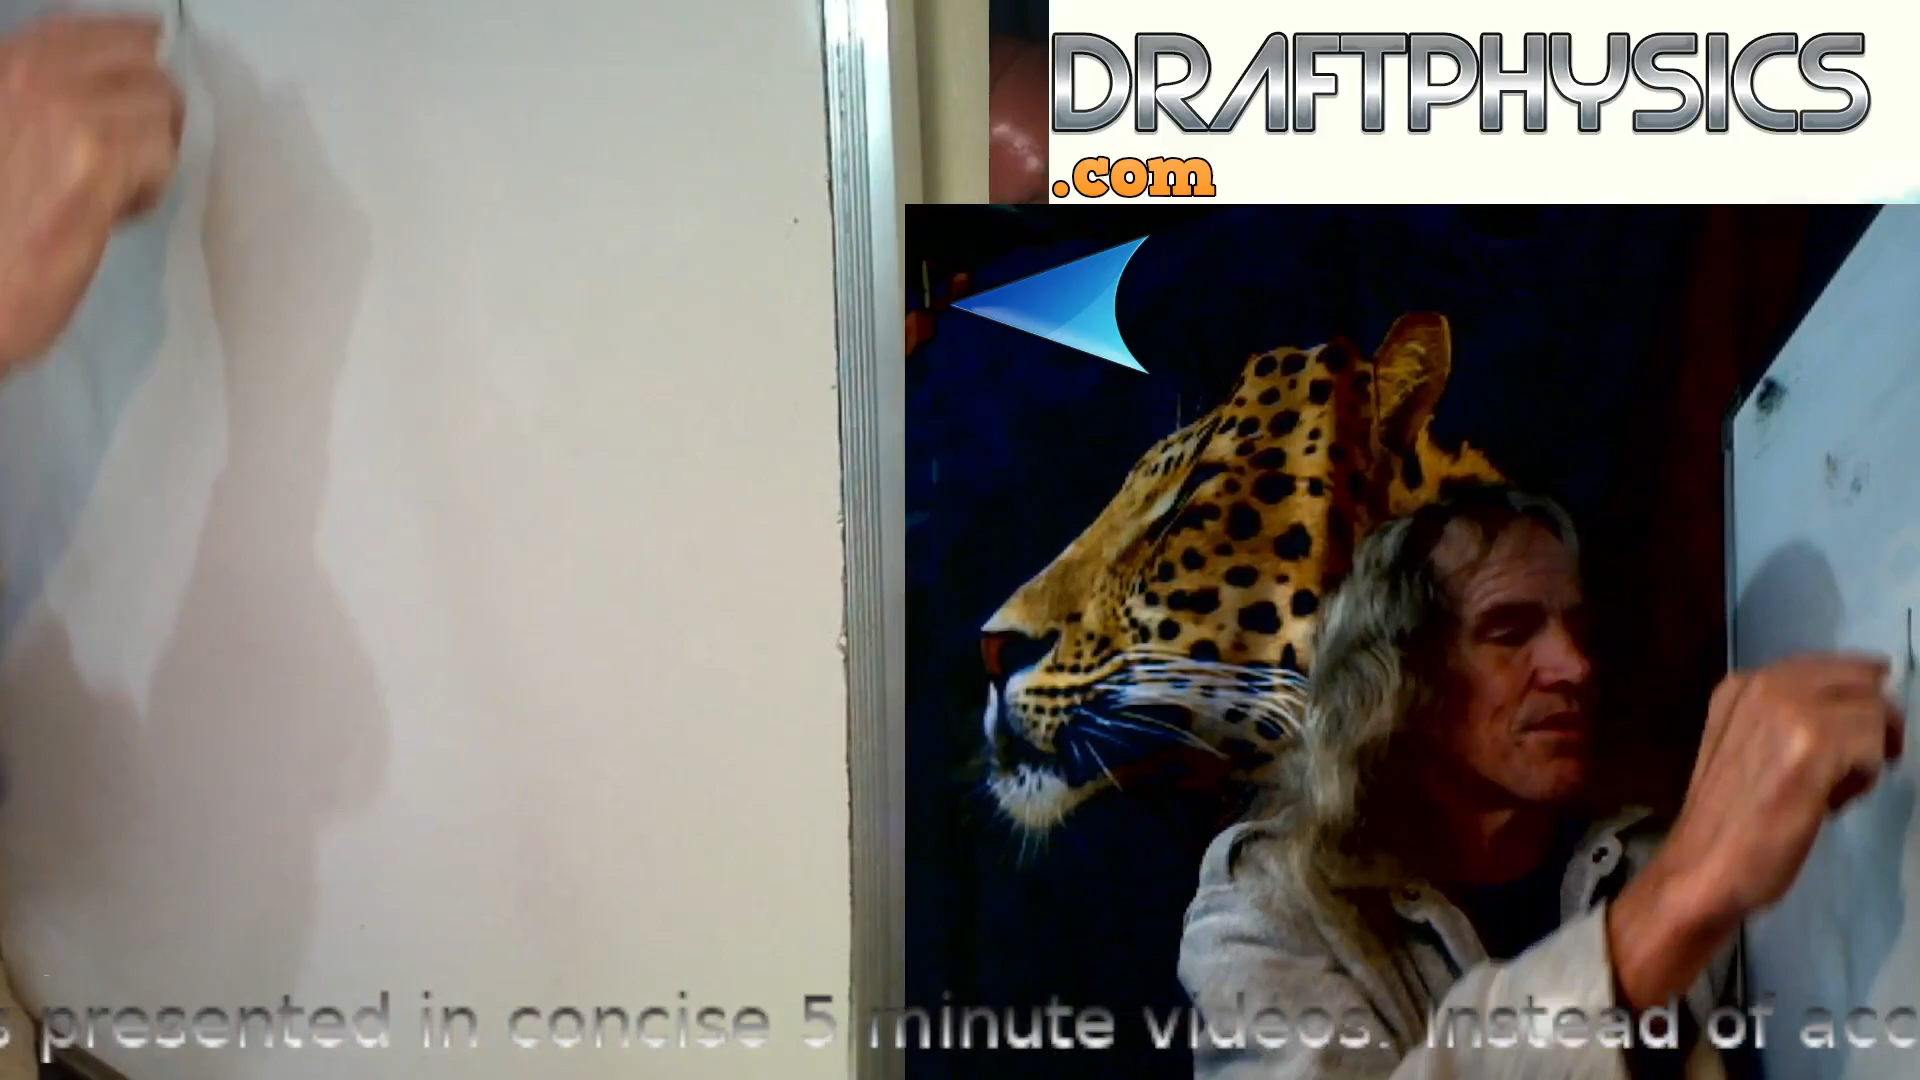 DRAFTPHYSICS
.com
presented in concise 5 minute videos. Instead of